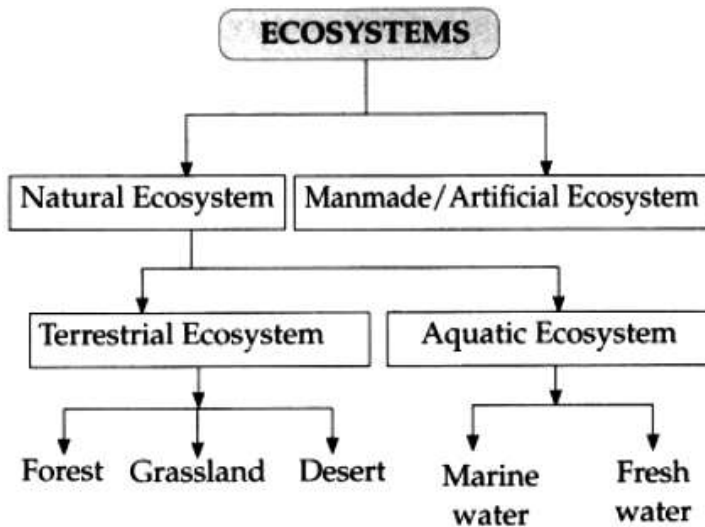 ECOSYSTEMS
Natural Ecosystem
Manmade/Artificial Ecosystem
Terrestrial Ecosystem
Aquatic Ecosystem
Forest
Grassland
Desert
Marine
water
Fresh
water